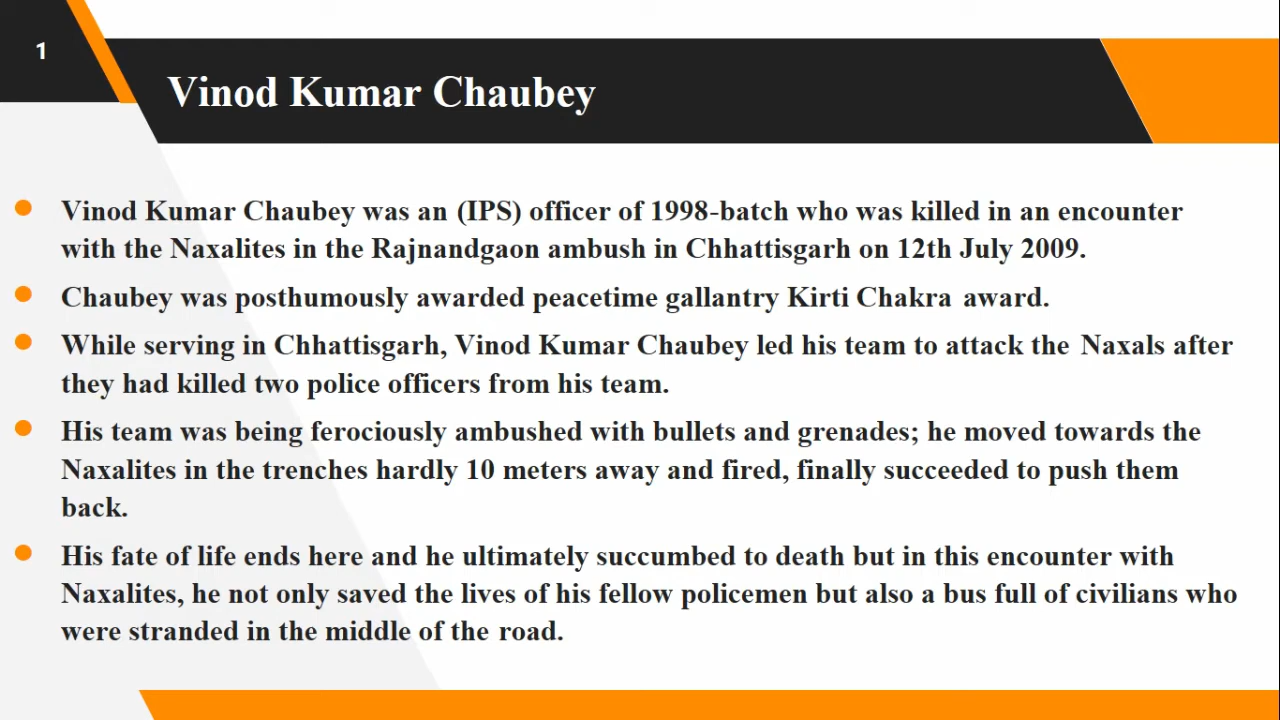 1
Vinod Kumar Chaubey
Vinod Kumar Chaubey was an (IPS) officer of 1998-batch who was killed in an encounter
with the Naxalites in the Rajnandgaon ambush in Chhattisgarh on 12th July 2009.
Chaubey was posthumously awarded peacetime gallantry Kirti Chakra award.
While serving in Chhattisgarh, Vinod Kumar Chaubey led his team to attack the Naxals after
they had killed two police officers from his team.
His team was being ferociously ambushed with bullets and grenades; he moved towards the
Naxalites in the trenches hardly 10 meters away and fired, finally succeeded to push them
back.
His fate of life ends here and he ultimately succumbed to death but in this encounter with
Naxalites, he not only saved the lives of his fellow policemen but also a bus full of civilians who
were stranded in the middle of the road.